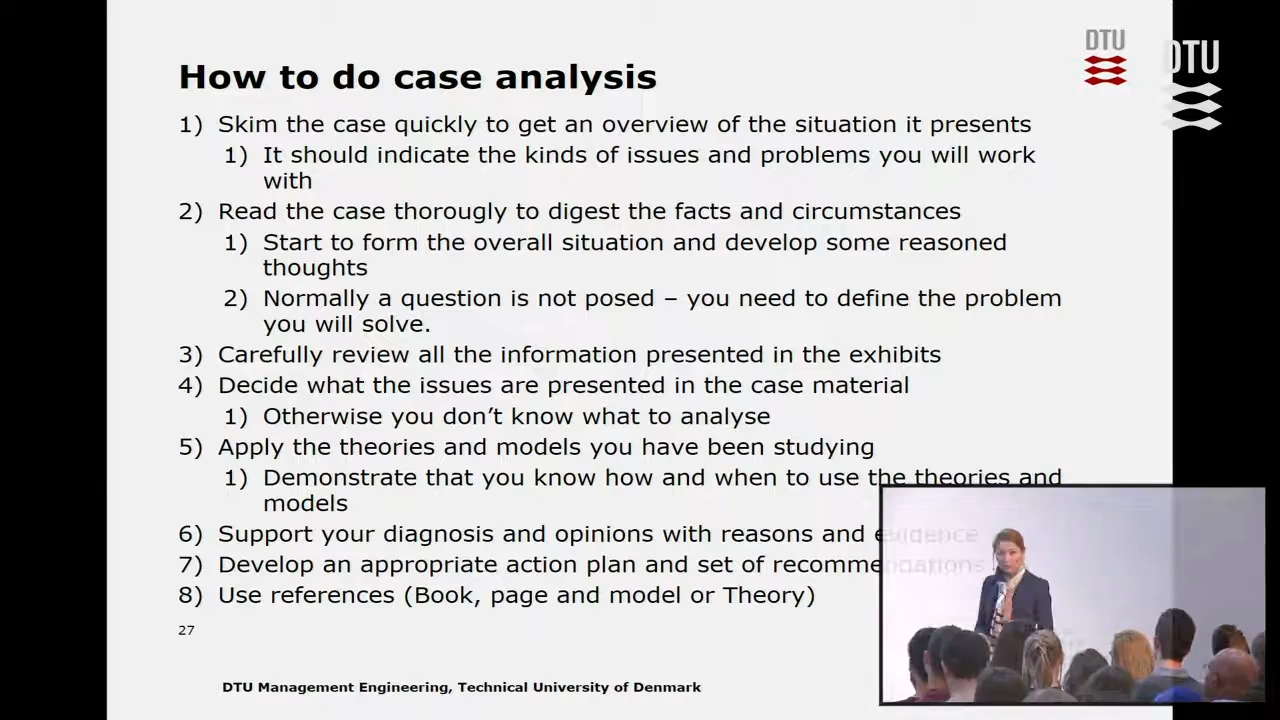 How to do case analysis
DTU
DTU
1) Skim the case quickly to get an overview of the situation it presents
1) It should indicate the kinds of issues and problems you will work
with
2) Read the case thorougly to digest the facts and circumstances
1) Start to form the overall situation and develop some reasoned
thoughts
2) Normally a question is not posed – you need to define the problem
you will solve.
3) Carefully review all the information presented in the exhibits
4) Decide what the issues are presented in the case material
1) Otherwise you don't know what to analyse
5) Apply the theories and models you have been studying
1) Demonstrate that you know how and when to use the theories and
models
6) Support your diagnosis and opinions with reasons and evidence
7) Develop an appropriate action plan and set of recommendations
8) Use references (Book, page and model or Theory)
27
DTU Management Engineering, Technical University of Denmark